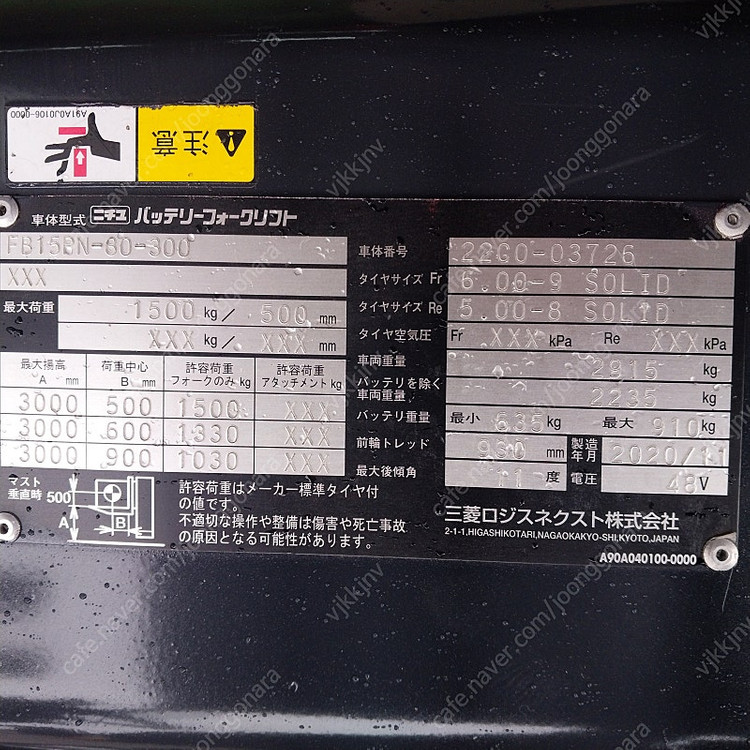 A91A0J0106-0000
注意
車体型式 ニチユ バッテリーフォークリフト
XXX
最大荷重 1500 kg / 500 mm
XXX kg / XXX mm
最大揚高 A mm 荷重中心 B mm 許容荷重 フォークのみ kg 許容荷重 アタッチメント kg
3000 500 1500 XXX
3000 600 1330 XXX
3000 900 1030 XXX
マスト垂直時 500 A B
許容荷重はメーカー標準タイヤ付
の値です。
不適切な操作や整備は傷害や死亡事故
の原因となる可能性があります。
車体番号 22G0-03726
タイヤサイズ Fr 6.00-9 SOLID
タイヤサイズ Re 5.00-8 SOLID
タイヤ空気圧 Fr XXX kPa Re XXX kPa
車両重量 2915 kg
バッテリを除く
車両重量 2235 kg
バッテリ重量 最小 635 kg 最大 910 kg
前輪トレッド 990 mm 製造年月 2020/11
最大後傾角 11 度 電圧 48 V
三菱ロジスネクスト株式会社
2-1-1,HIGASHIKOTARI,NAGAOKAKYO-SHI,KYOTO,JAPAN
A90A040100-0000
cafe.naver.com/joonggonara
vjkkjnv